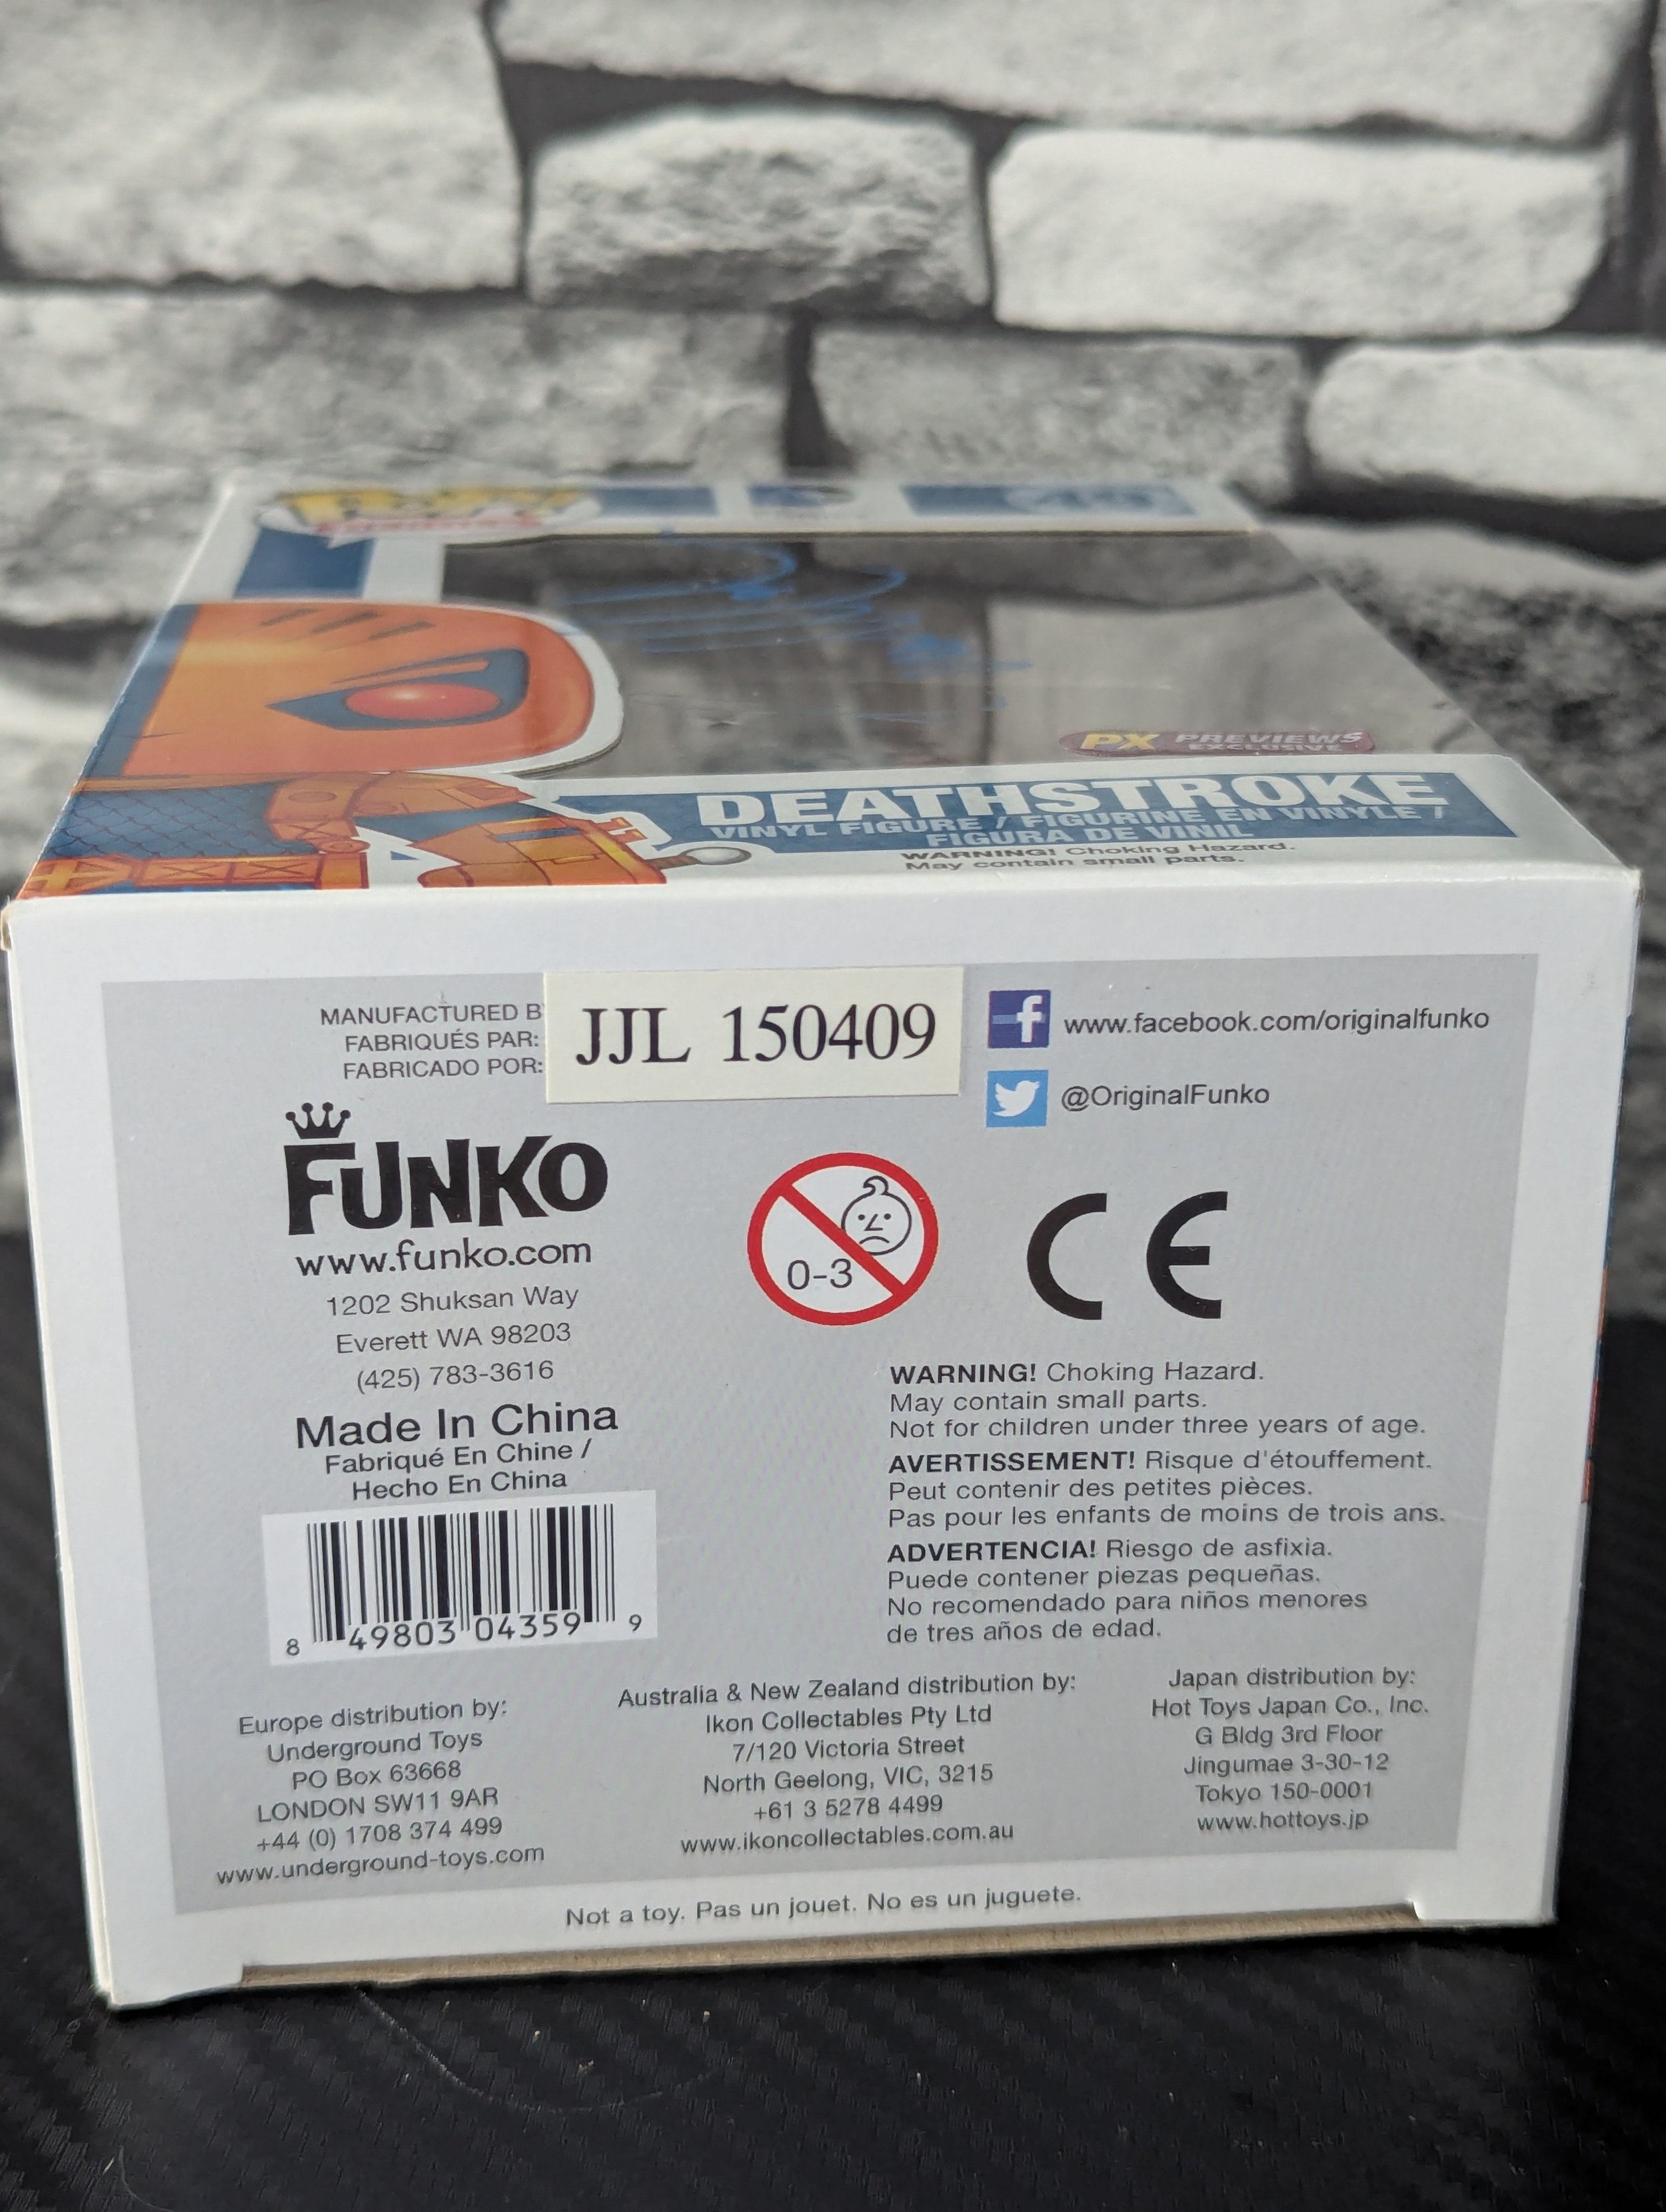 POP!
HEROES
PX PREVIEWS
EXCLUSIVE
DEATHSTROKE
VINYL FIGURE / FIGURINE EN VINYLE /
FIGURA DE VINIL
WARNING! Choking Hazard.
May contain small parts.
MANUFACTURED B
FABRIQUÉS PAR:
FABRICADO POR:
JJL 150409
f www.facebook.com/originalfunko
@OriginalFunko
FUNKO
www.funko.com
1202 Shuksan Way
Everett WA 98203
(425) 783-3616
Made In China
Fabriqué En Chine /
Hecho En China
8 49803 04359 9
0-3
CE
WARNING! Choking Hazard.
May contain small parts.
Not for children under three years of age.
AVERTISSEMENT! Risque d'étouffement.
Peut contenir des petites pièces.
Pas pour les enfants de moins de trois ans.
ADVERTENCIA! Riesgo de asfixia.
Puede contener piezas pequeñas.
No recomendado para niños menores
de tres años de edad.
Europe distribution by:
Underground Toys
PO Box 63668
LONDON SW11 9AR
+44 (0) 1708 374 499
www.underground-toys.com
Australia & New Zealand distribution by:
Ikon Collectables Pty Ltd
7/120 Victoria Street
North Geelong, VIC, 3215
+61 3 5278 4499
www.ikoncollectables.com.au
Japan distribution by:
Hot Toys Japan Co., Inc.
G Bldg 3rd Floor
Jingumae 3-30-12
Tokyo 150-0001
www.hottoys.jp
Not a toy. Pas un jouet. No es un juguete.